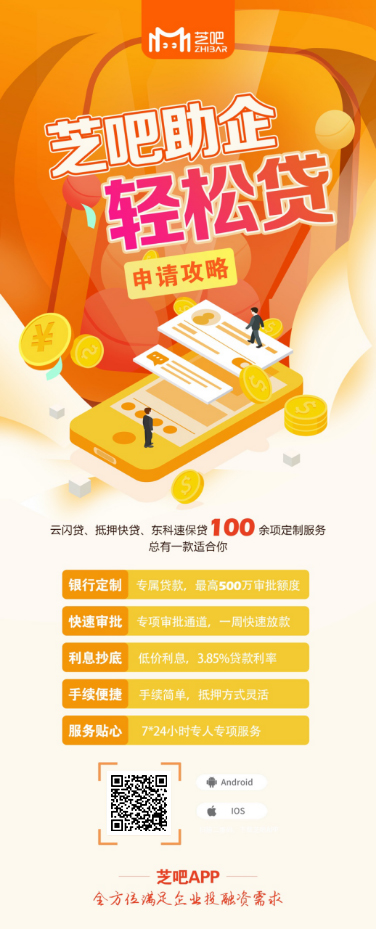 芝吧
ZHIBAR
芝吧助企
轻松贷
申请攻略
云闪贷、抵押快贷、东科速保贷100余项定制服务
总有一款适合你
银行定制 专属贷款，最高500万审批额度
快速审批 专项审批通道，一周快速放款
利息抄底 低价利息，3.85%贷款利率
手续便捷 手续简单，抵押方式灵活
服务贴心 7*24小时专人专项服务
Android
IOS
芝吧APP
全方位满足企业投融资需求